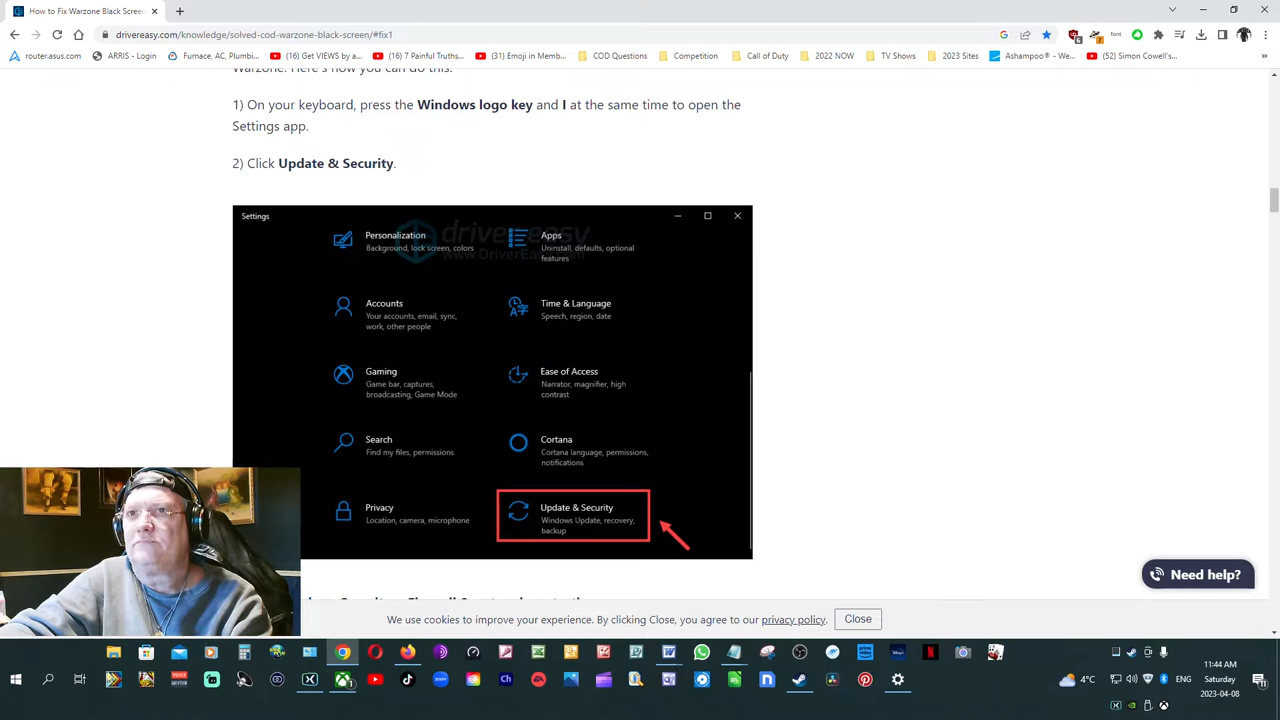 How to Fix Warzone Black Screen
drivereasy.com/knowledge/solved-cod-warzone-black-screen/#fix1
router.asus.com
ARRIS - Login
Furnace, AC, Plumbi...
(16) Get VIEWS by a...
(16) 7 Painful Truths...
(31) Emoji in Memb...
COD Questions
Competition
Call of Duty
2022 NOW
TV Shows
2023 Sites
Ashampoo® - We...
(52) Simon Cowell's...
»
1) On your keyboard, press the Windows logo key and I at the same time to open the
Settings app.
2) Click Update & Security.
Settings
driver easy
www.DriverEasy.com
Personalization
Background, lock screen, colors
Apps
Uninstall, defaults, optional
features
Accounts
Your accounts, email, sync,
work, other people
Time & Language
Speech, region, date
Gaming
Game bar, captures,
broadcasting, Game Mode
Ease of Access
Narrator, magnifier, high
contrast
Search
Find my files, permissions
Cortana
Cortana language, permissions,
notifications
Privacy
Location, camera, microphone
Update & Security
Windows Update, recovery,
backup
Need help?
We use cookies to improve your experience. By clicking Close, you agree to our privacy policy.
Close
11:44 AM
4°C
ENG
Saturday
2023-04-08